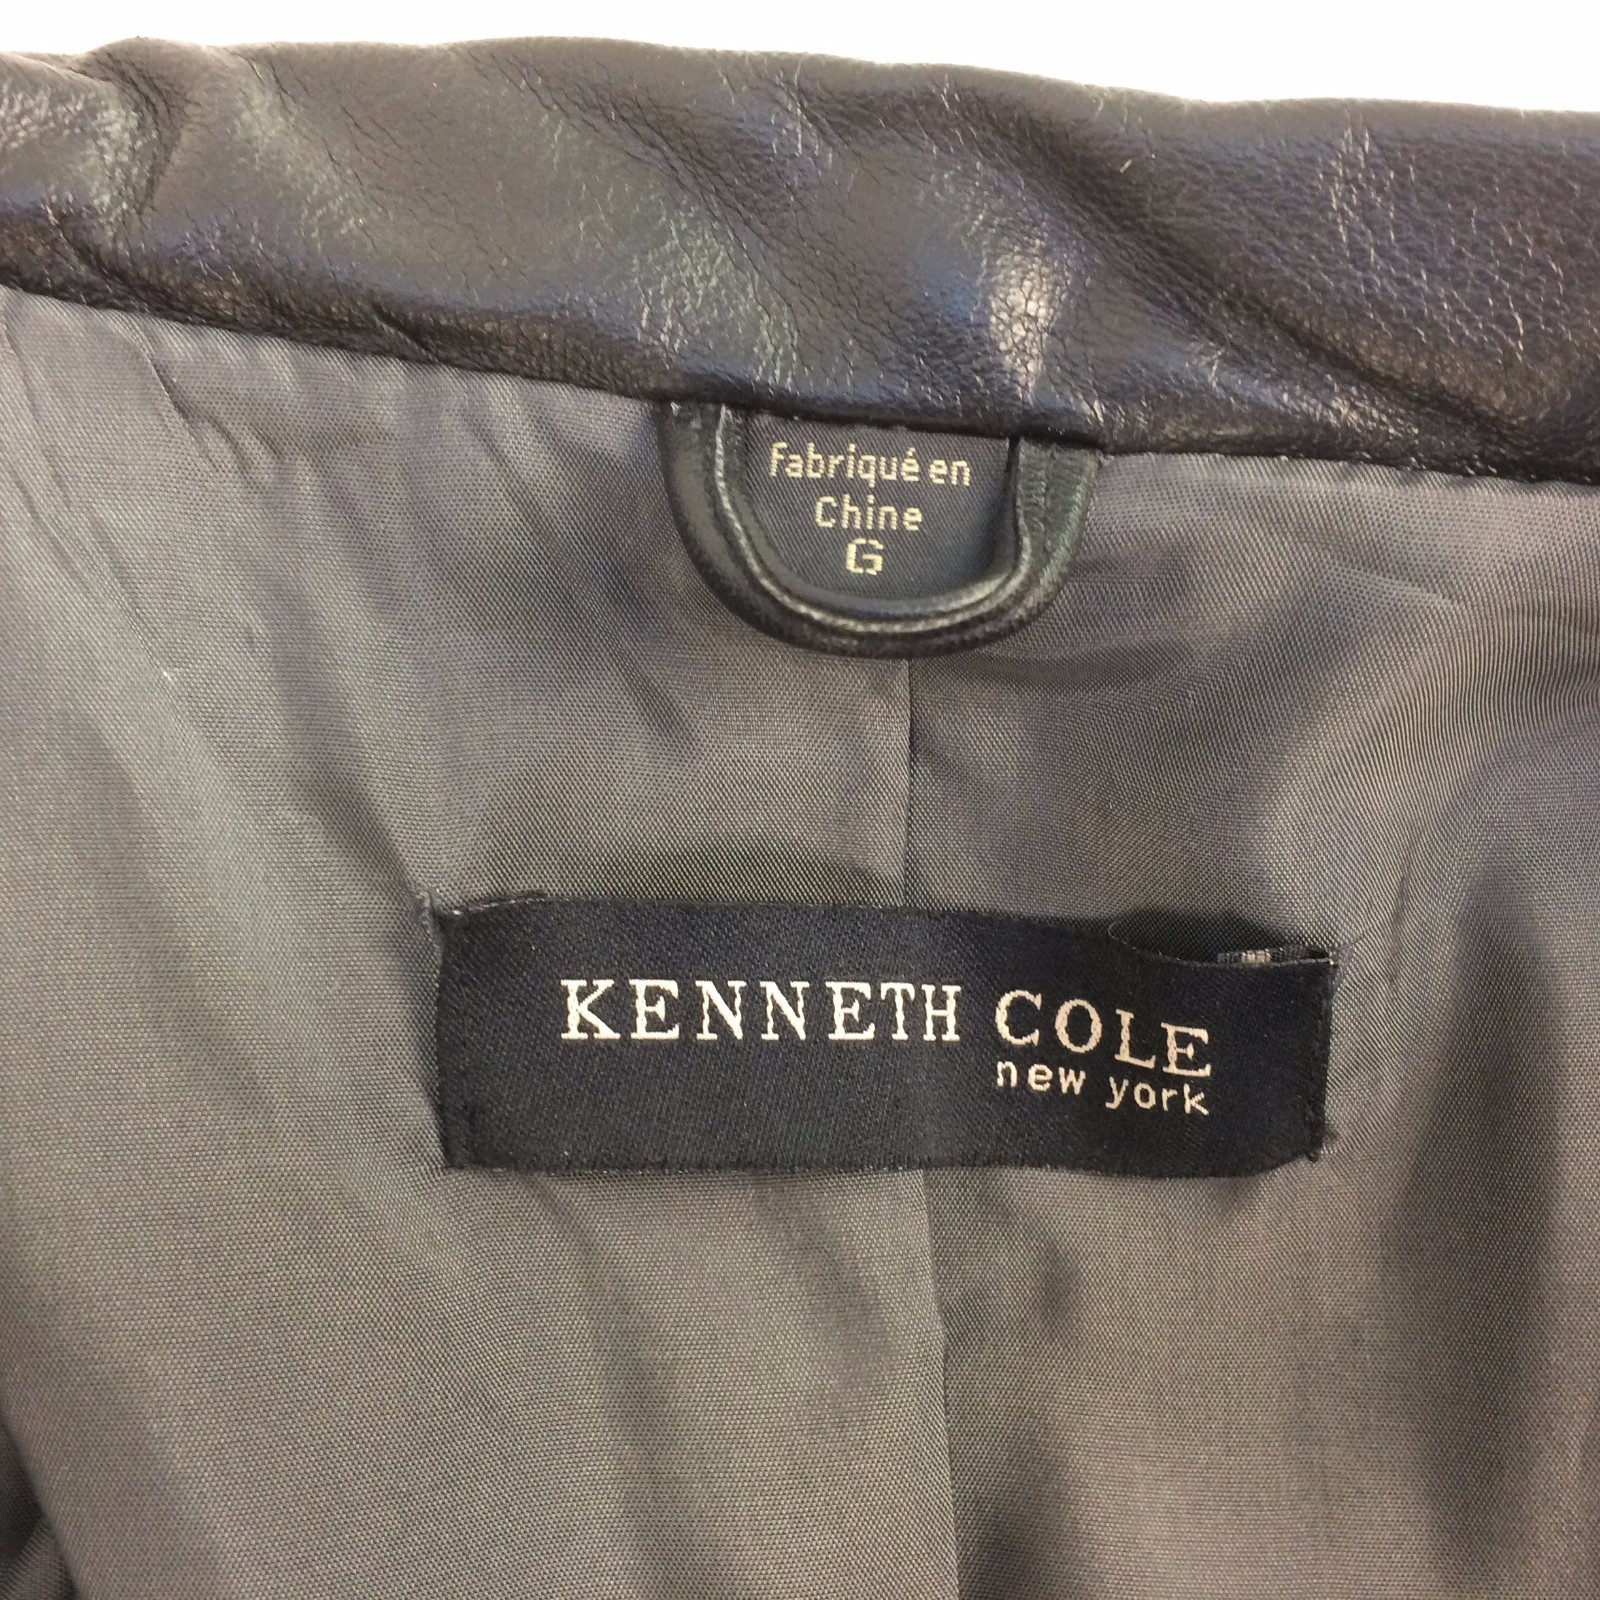 Fabriqué en
Chine
G
KENNETH COLE
new york